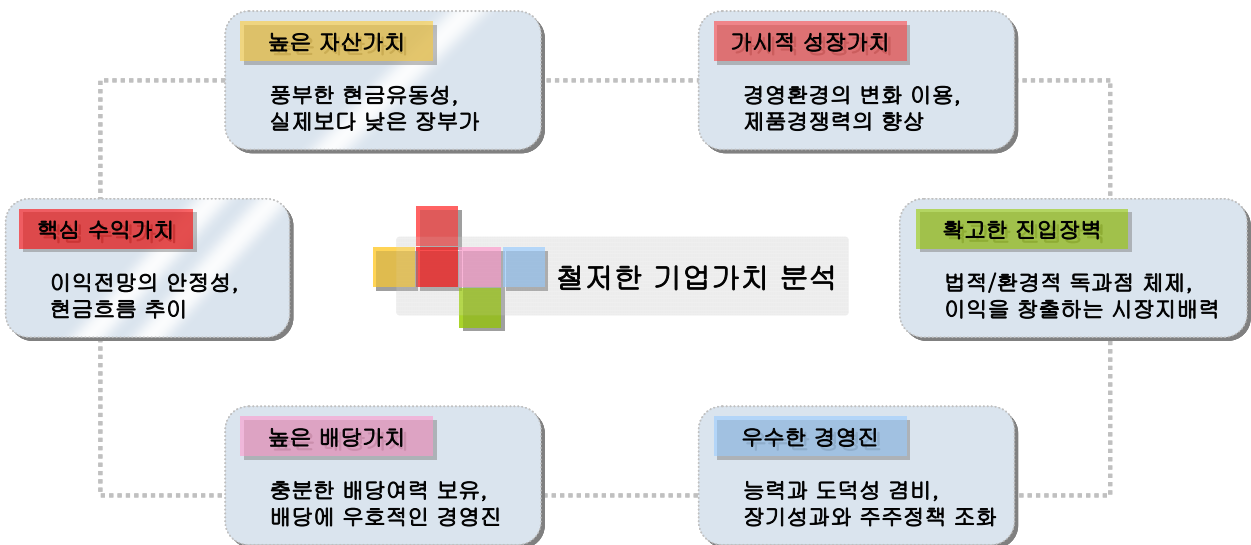 높은 자산가치
풍부한 현금유동성,
실제보다 낮은 장부가
가시적 성장가치
경영환경의 변화 이용,
제품경쟁력의 향상
핵심 수익가치
이익전망의 안정성,
현금흐름 추이
철저한 기업가치 분석
확고한 진입장벽
법적/환경적 독과점 체제,
이익을 창출하는 시장지배력
높은 배당가치
충분한 배당여력 보유,
배당에 우호적인 경영진
우수한 경영진
능력과 도덕성 겸비,
장기성과와 주주정책 조화